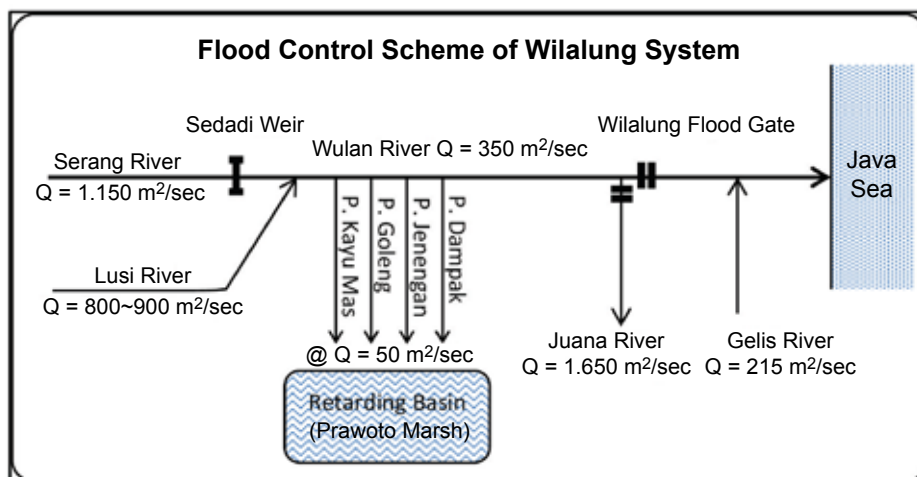 Flood Control Scheme of Wilalung System
Sedadi Weir
Wilalung Flood Gate
Serang River
Q = 1.150 m²/sec
Wulan River Q = 350 m²/sec
Java
Sea
Lusi River
Q = 800~900 m²/sec
P. Kayu Mas
P. Goleng
P. Jenengan
P. Dampak
@ Q = 50 m²/sec
Juana River
Q = 1.650 m²/sec
Gelis River
Q = 215 m²/sec
Retarding Basin
(Prawoto Marsh)